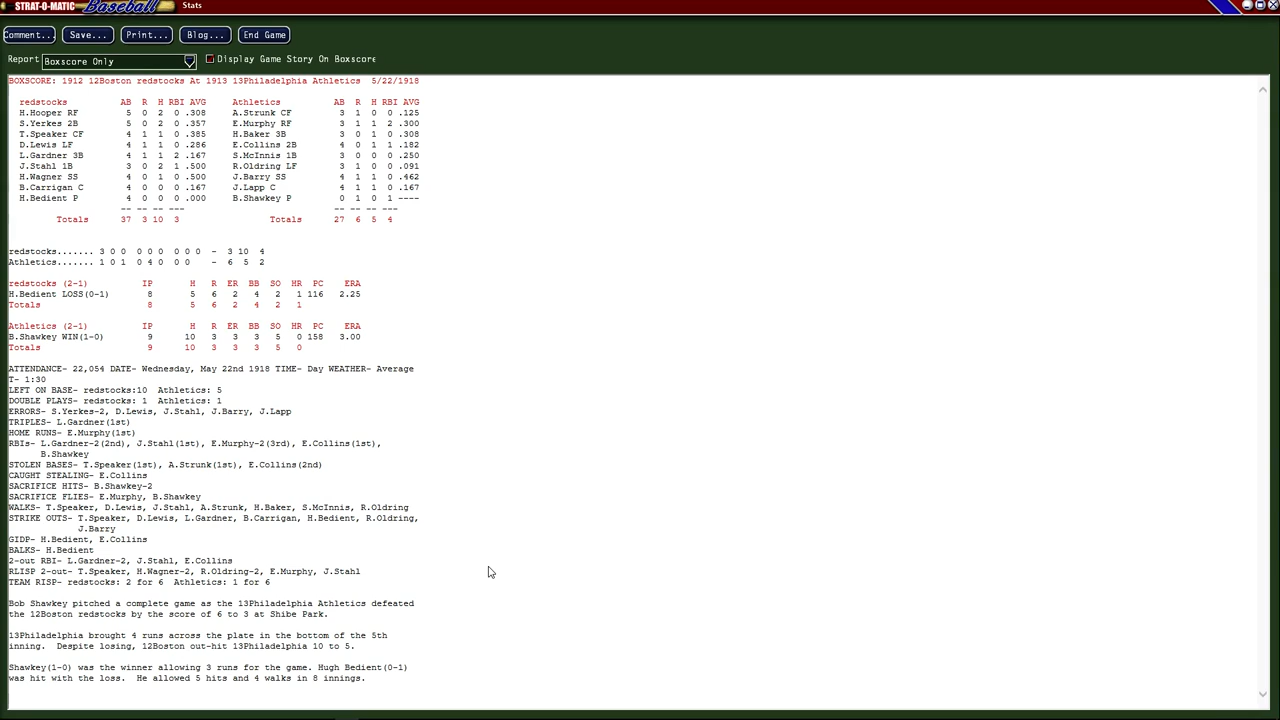 STRAT-O-MATIC Baseball Stats
Comment... Save... Print... Blog... End Game
Report Boxscore Only Display Game Story On Boxscore
BOXSCORE: 1912 12Boston redstocks At 1913 13Philadelphia Athletics 5/22/1918
redstocks AB R H RBI AVG Athletics AB R H RBI AVG
H.Hooper RF 5 0 2 0 .308 A.Strunk CF 3 1 0 0 .125
S.Yerkes 2B 5 0 2 0 .357 E.Murphy RF 3 1 1 2 .300
T.Speaker CF 4 1 1 0 .385 H.Baker 3B 3 0 1 0 .308
D.Lewis LF 4 1 1 0 .286 E.Collins 2B 4 0 1 1 .182
L.Gardner 3B 4 1 1 2 .167 S.McInnis 1B 3 0 0 0 .250
J.Stahl 1B 3 0 2 1 .500 R.Oldring LF 3 1 0 0 .091
H.Wagner SS 4 0 1 0 .500 J.Barry SS 4 1 1 0 .462
B.Carrigan C 4 0 0 0 .167 J.Lapp C 4 1 1 0 .167
H.Bedient P 4 0 0 0 .000 B.Shawkey P 0 1 0 1 ----
-- -- -- --- -- -- -- ---
Totals 37 3 10 3 Totals 27 6 5 4
redstocks....... 3 0 0 0 0 0 0 0 0 - 3 10 4
Athletics....... 1 0 1 0 4 0 0 0 - 6 5 2
redstocks (2-1) IP H R ER BB SO HR PC ERA
H.Bedient LOSS(0-1) 8 5 6 2 4 2 1 116 2.25
Totals 8 5 6 2 4 2 1
Athletics (2-1) IP H R ER BB SO HR PC ERA
B.Shawkey WIN(1-0) 9 10 3 3 3 5 0 158 3.00
Totals 9 10 3 3 3 5 0
ATTENDANCE- 22,054 DATE- Wednesday, May 22nd 1918 TIME- Day WEATHER- Average
T- 1:30
LEFT ON BASE- redstocks:10 Athletics: 5
DOUBLE PLAYS- redstocks: 1 Athletics: 1
ERRORS- S.Yerkes-2, D.Lewis, J.Stahl, J.Barry, J.Lapp
TRIPLES- L.Gardner(1st)
HOME RUNS- E.Murphy(1st)
RBIs- L.Gardner-2(2nd), J.Stahl(1st), E.Murphy-2(3rd), E.Collins(1st),
B.Shawkey
STOLEN BASES- T.Speaker(1st), A.Strunk(1st), E.Collins(2nd)
CAUGHT STEALING- E.Collins
SACRIFICE HITS- B.Shawkey-2
SACRIFICE FLIES- E.Murphy, B.Shawkey
WALKS- T.Speaker, D.Lewis, J.Stahl, A.Strunk, H.Baker, S.McInnis, R.Oldring
STRIKE OUTS- T.Speaker, D.Lewis, L.Gardner, B.Carrigan, H.Bedient, R.Oldring,
J.Barry
GIDP- H.Bedient, E.Collins
BALKS- H.Bedient
2-out RBI- L.Gardner-2, J.Stahl, E.Collins
RLISP 2-out- T.Speaker, H.Wagner-2, R.Oldring-2, E.Murphy, J.Stahl
TEAM RISP- redstocks: 2 for 6 Athletics: 1 for 6
Bob Shawkey pitched a complete game as the 13Philadelphia Athletics defeated
the 12Boston redstocks by the score of 6 to 3 at Shibe Park.
13Philadelphia brought 4 runs across the plate in the bottom of the 5th
inning. Despite losing, 12Boston out-hit 13Philadelphia 10 to 5.
Shawkey(1-0) was the winner allowing 3 runs for the game. Hugh Bedient(0-1)
was hit with the loss. He allowed 5 hits and 4 walks in 8 innings.